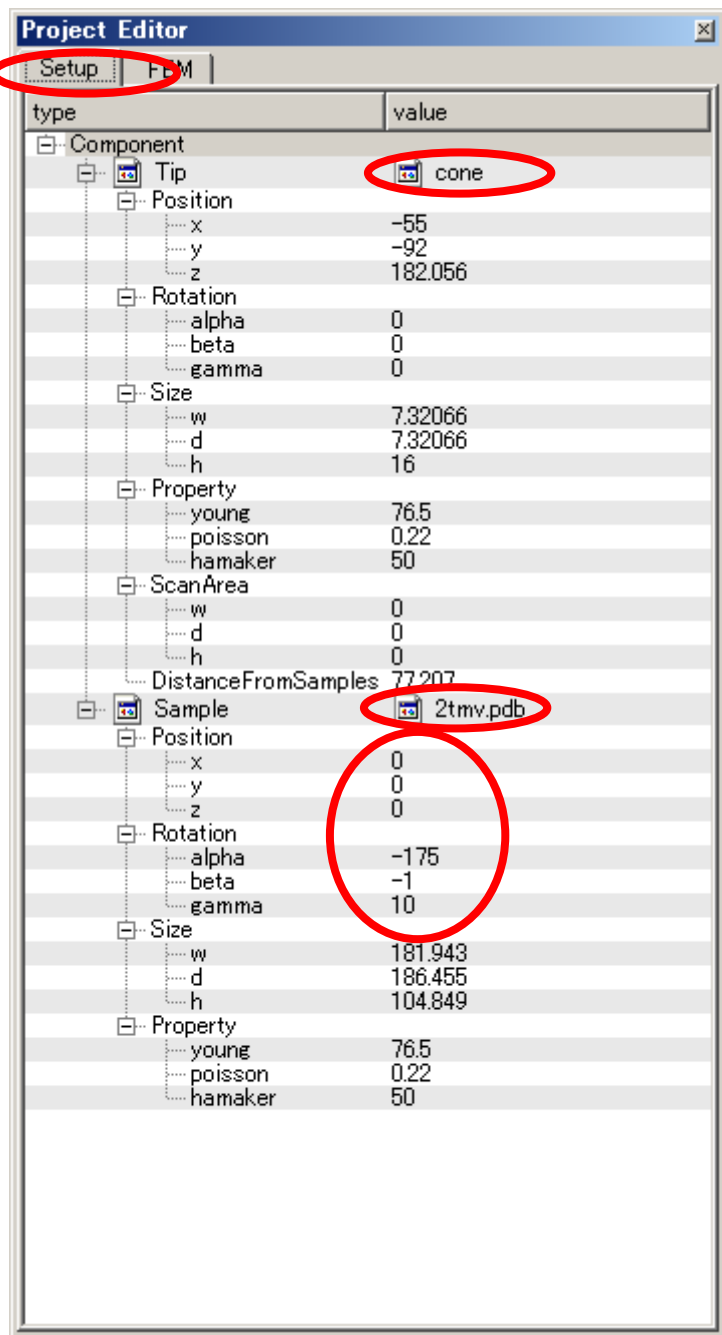 Project Editor
Setup FEM
type value
Component
Tip cone
Position
x -55
y -92
z 182.056
Rotation
alpha 0
beta 0
gamma 0
Size
w 7.32066
d 7.32066
h 16
Property
young 76.5
poisson 0.22
hamaker 50
ScanArea
w 0
d 0
h 0
DistanceFromSamples 77.207
Sample 2tmv.pdb
Position
x 0
y 0
z 0
Rotation
alpha -175
beta -1
gamma 10
Size
w 181.943
d 186.455
h 104.849
Property
young 76.5
poisson 0.22
hamaker 50